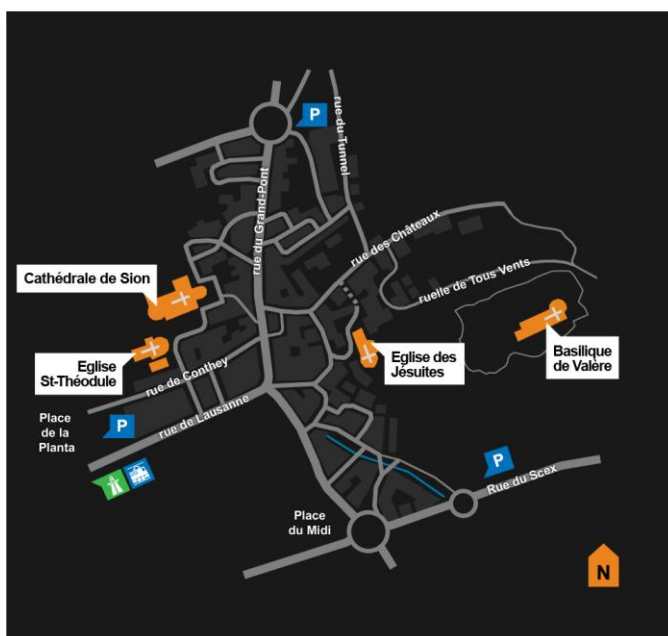 P
rue du Tunnel
rue du Grand-Pont
rue des Châteaux
Cathédrale de Sion
ruelle de Tous Vents
Eglise
St-Théodule
Eglise des
Jésuites
Basilique
de Valère
rue de Conthey
Place
de la
Planta
P
rue de Lausanne
P
Rue du Scex
Place
du Midi
N